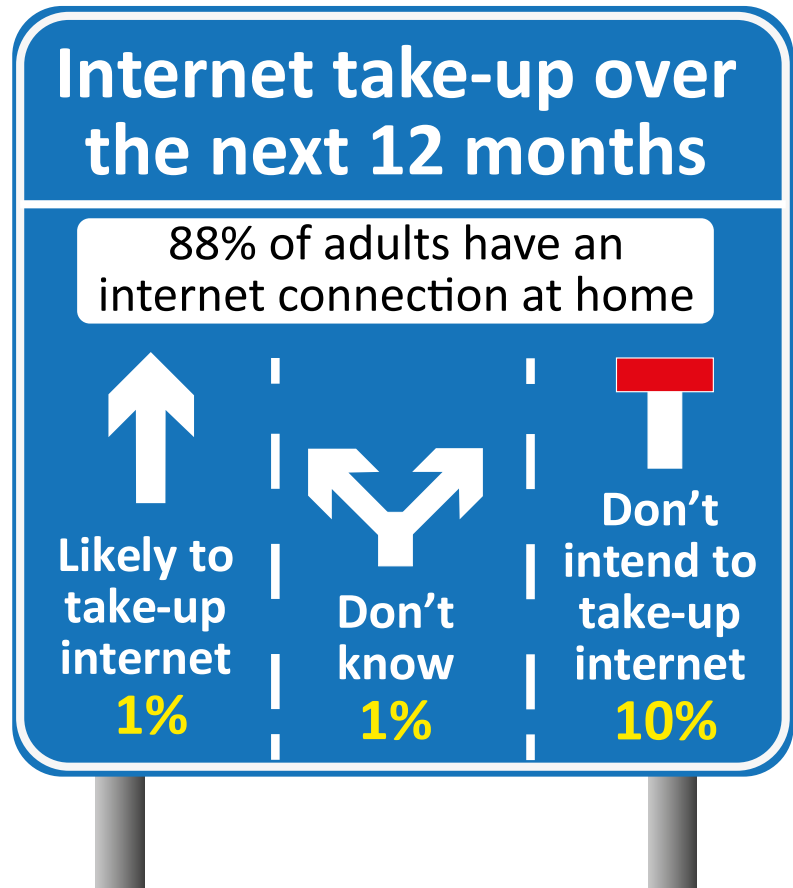 Internet take-up over
the next 12 months
88% of adults have an
internet connection at home
Likely to
take-up
internet
1%
Don’t
know
1%
Don’t
intend to
take-up
internet
10%